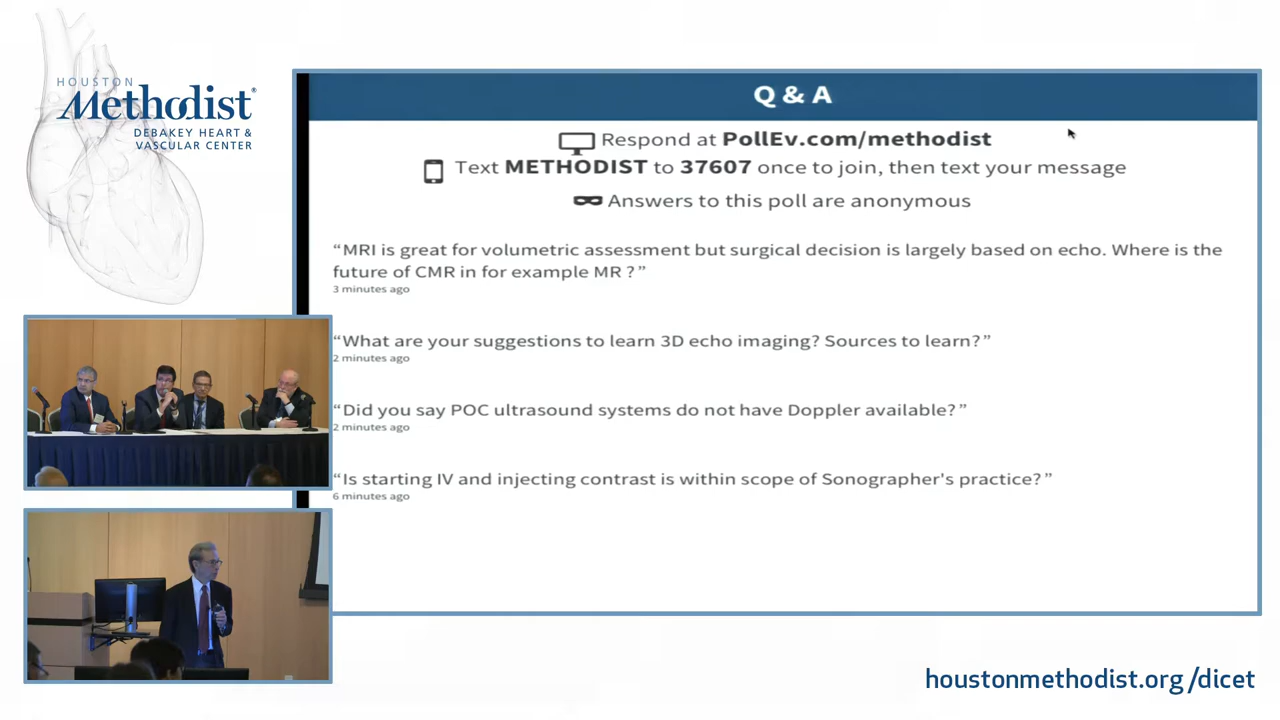 HOUSTON
Methodist®
DEBAKEY HEART &
VASCULAR CENTER
Q & A
Respond at PollEv.com/methodist
Text METHODIST to 37607 once to join, then text your message
Answers to this poll are anonymous
“MRI is great for volumetric assessment but surgical decision is largely based on echo. Where is the
future of CMR in for example MR ?”
3 minutes ago
“What are your suggestions to learn 3D echo imaging? Sources to learn?”
2 minutes ago
“Did you say POC ultrasound systems do not have Doppler available?”
2 minutes ago
“Is starting IV and injecting contrast is within scope of Sonographer's practice?”
6 minutes ago
houstonmethodist.org/dicet